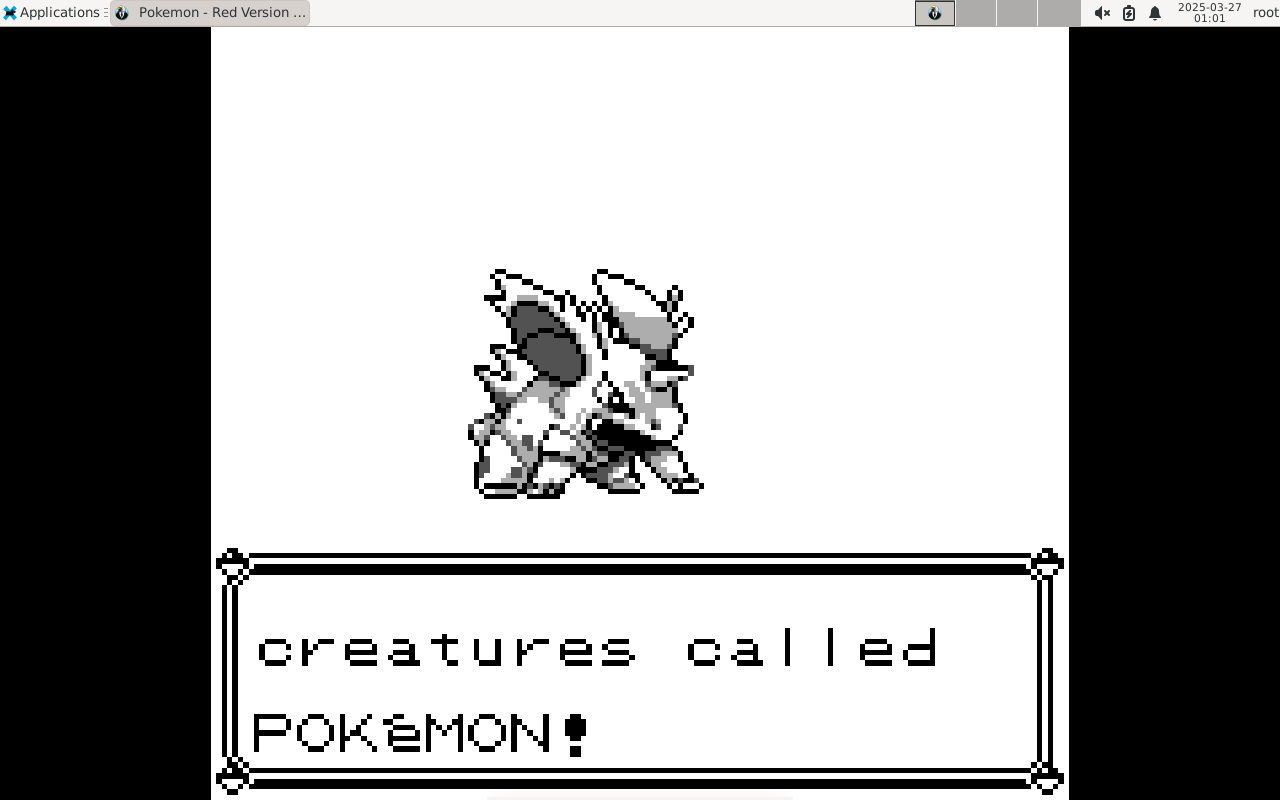 Applications
Pokemon - Red Version ...
2025-03-27
01:01
root
creatures called
POKéMON!